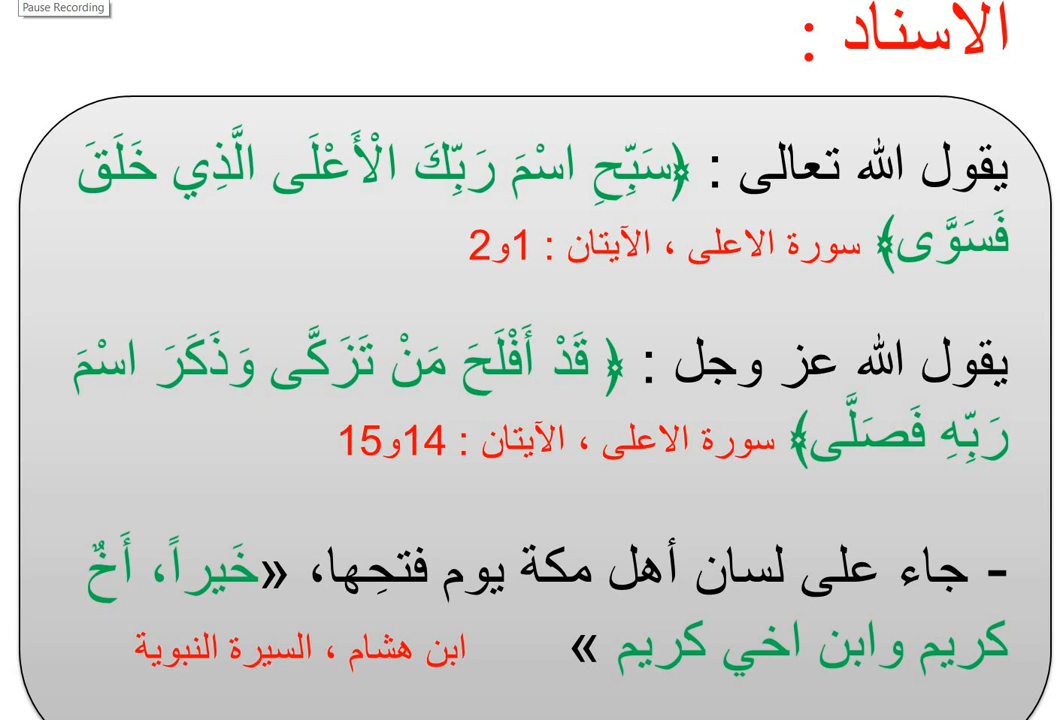 Pause Recording
الاسناد :
يقول الله تعالى : ﴿سَبِّحِ اسْمَ رَبِّكَ الْأَعْلَى الَّذِي خَلَقَ
فَسَوَّى﴾ سورة الاعلى ، الآيتان : 1و2
يقول الله عز وجل : ﴿ قَدْ أَفْلَحَ مَنْ تَزَكَّى وَذَكَرَ اسْمَ
رَبِّهِ فَصَلَّى﴾ سورة الاعلى ، الآيتان : 14و15
- جاء على لسان أهل مكة يوم فتحِها، «خَيراً، أَخٌ
كريم وابن اخي كريم » ابن هشام ، السيرة النبوية